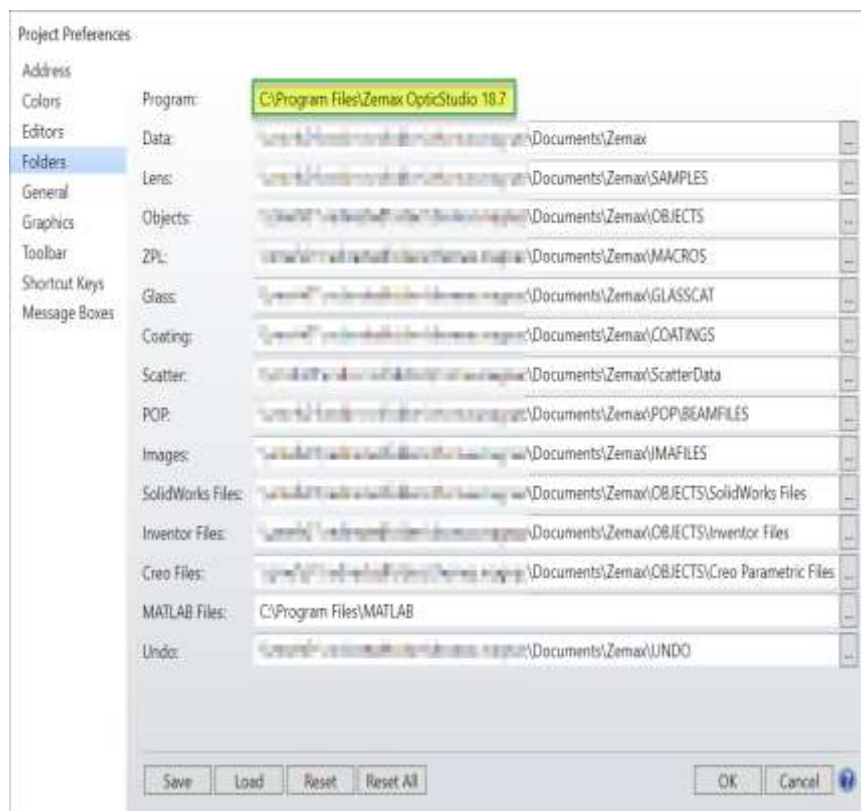 Project Preferences
Address
Colors
Editors
Folders
General
Graphics
Toolbar
Shortcut Keys
Message Boxes
Program: C:\Program Files\Zemax OpticStudio 18.7
Data: \Documents\Zemax ...
Lens: \Documents\Zemax\SAMPLES ...
Objects: \Documents\Zemax\OBJECTS ...
ZPL: \Documents\Zemax\MACROS ...
Glass: \Documents\Zemax\GLASSCAT ...
Coating: \Documents\Zemax\COATINGS ...
Scatter: \Documents\Zemax\ScatterData ...
POP: \Documents\Zemax\POP\BEAMFILES ...
Images: \Documents\Zemax\IMAFILES ...
SolidWorks Files: \Documents\Zemax\OBJECTS\SolidWorks Files ...
Inventor Files: \Documents\Zemax\OBJECTS\Inventor Files ...
Creo Files: \Documents\Zemax\OBJECTS\Creo Parametric Files ...
MATLAB Files: C:\Program Files\MATLAB ...
Undo: \Documents\Zemax\UNDO ...
Save Load Reset Reset All OK Cancel ?